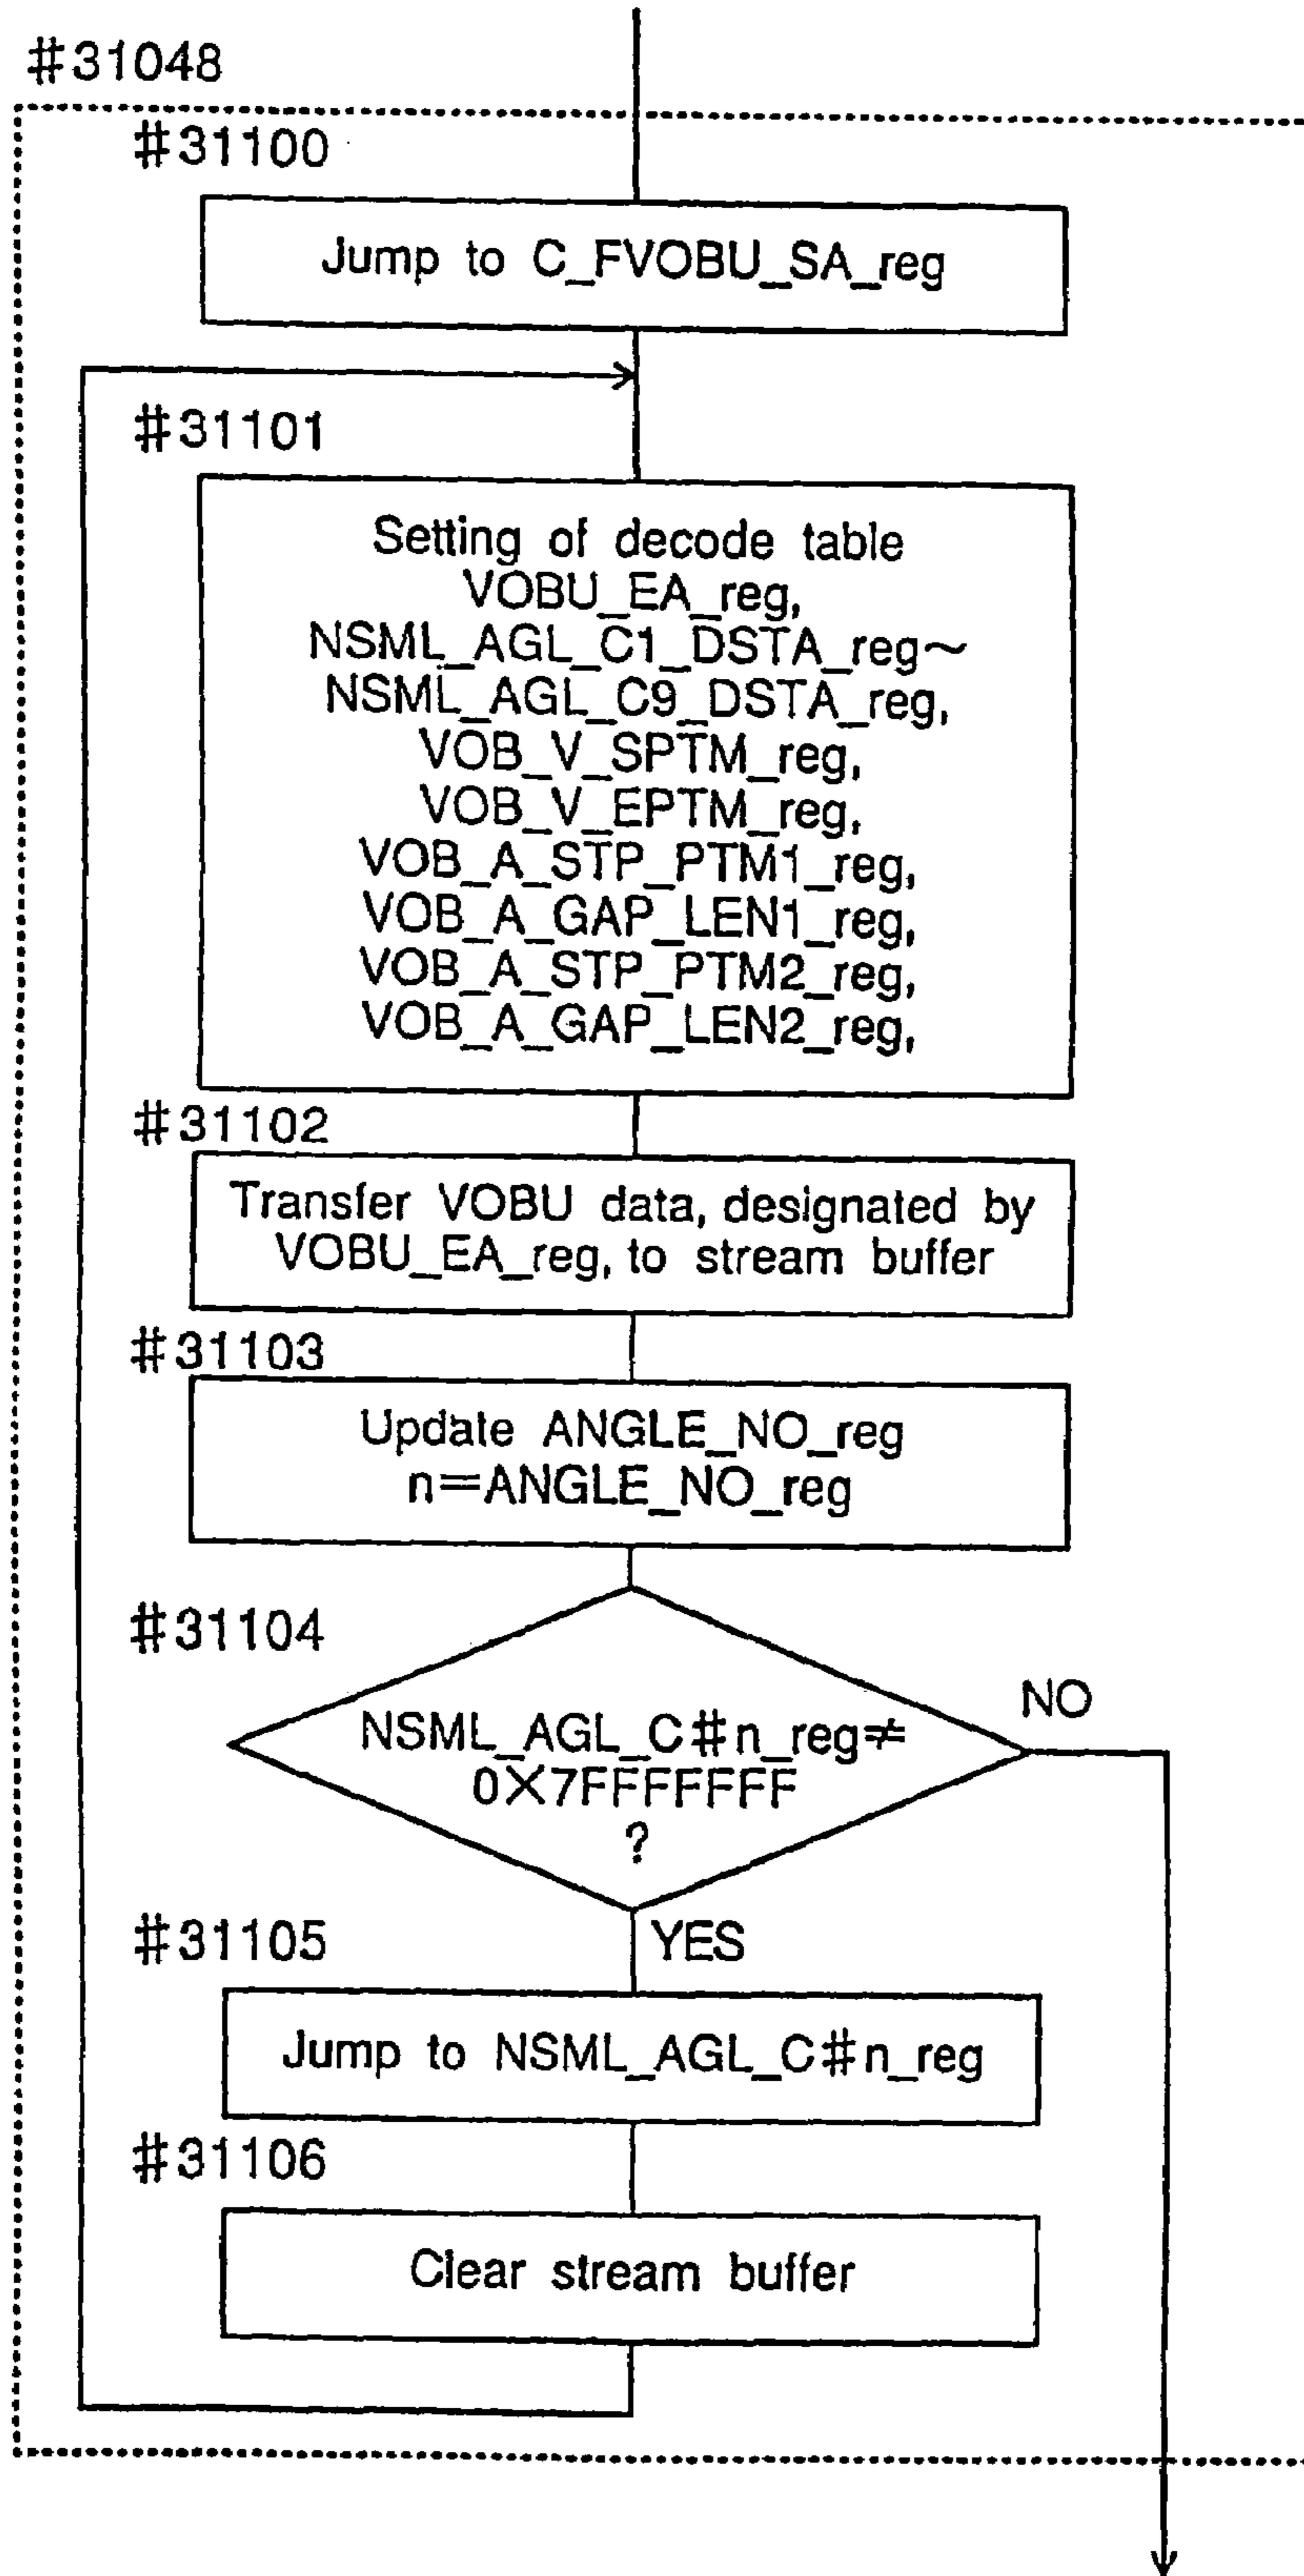 #31048
#31100
Jump to C_FVOBU_SA_reg
#31101
Setting of decode table
VOBU_EA_reg,
NSML_AGL_C1_DSTA_reg~
NSML_AGL_C9_DSTA_reg,
VOB_V_SPTM_reg,
VOB_V_EPTM_reg,
VOB_A_STP_PTM1_reg,
VOB_A_GAP_LEN1_reg,
VOB_A_STP_PTM2_reg,
VOB_A_GAP_LEN2_reg,
#31102
Transfer VOBU data, designated by
VOBU_EA_reg, to stream buffer
#31103
Update ANGLE_NO_reg
n=ANGLE_NO_reg
#31104
NO
NSML_AGL_C#n_reg≠
0X7FFFFFFF
?
#31105
YES
Jump to NSML_AGL_C#n_reg
#31106
Clear stream buffer